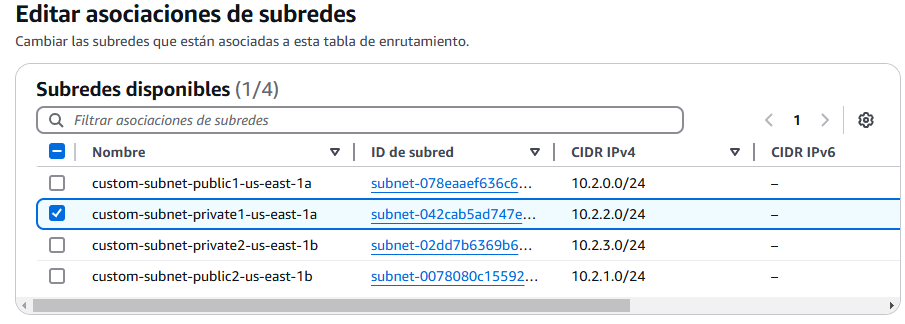 Editar asociaciones de subredes
Cambiar las subredes que están asociadas a esta tabla de enrutamiento.
Subredes disponibles (1/4)
Filtrar asociaciones de subredes
1
Nombre ID de subred CIDR IPv4 CIDR IPv6
custom-subnet-public1-us-east-1a subnet-078eaaef636c6... 10.2.0.0/24 –
custom-subnet-private1-us-east-1a subnet-042cab5ad747e... 10.2.2.0/24 –
custom-subnet-private2-us-east-1b subnet-02dd7b6369b6... 10.2.3.0/24 –
custom-subnet-public2-us-east-1b subnet-0078080c15592... 10.2.1.0/24 –